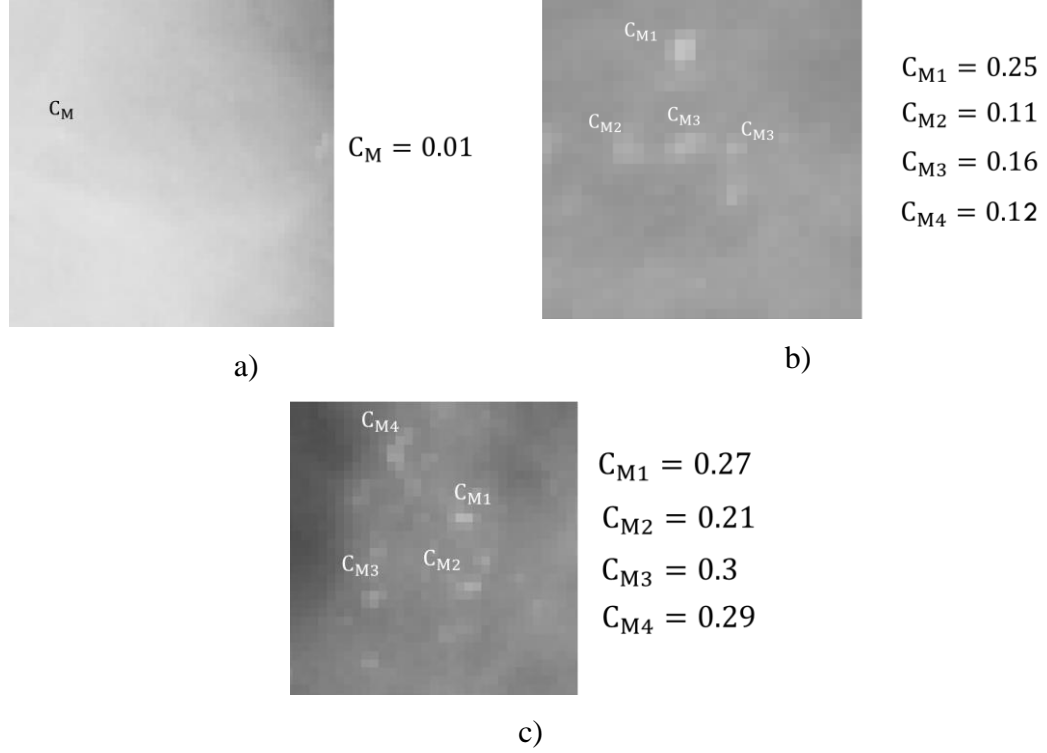 C_M
C_M = 0.01
a)
C_M1
C_M2
C_M3
C_M3
C_M1 = 0.25
C_M2 = 0.11
C_M3 = 0.16
C_M4 = 0.12
b)
C_M4
C_M1
C_M3
C_M2
C_M1 = 0.27
C_M2 = 0.21
C_M3 = 0.3
C_M4 = 0.29
c)